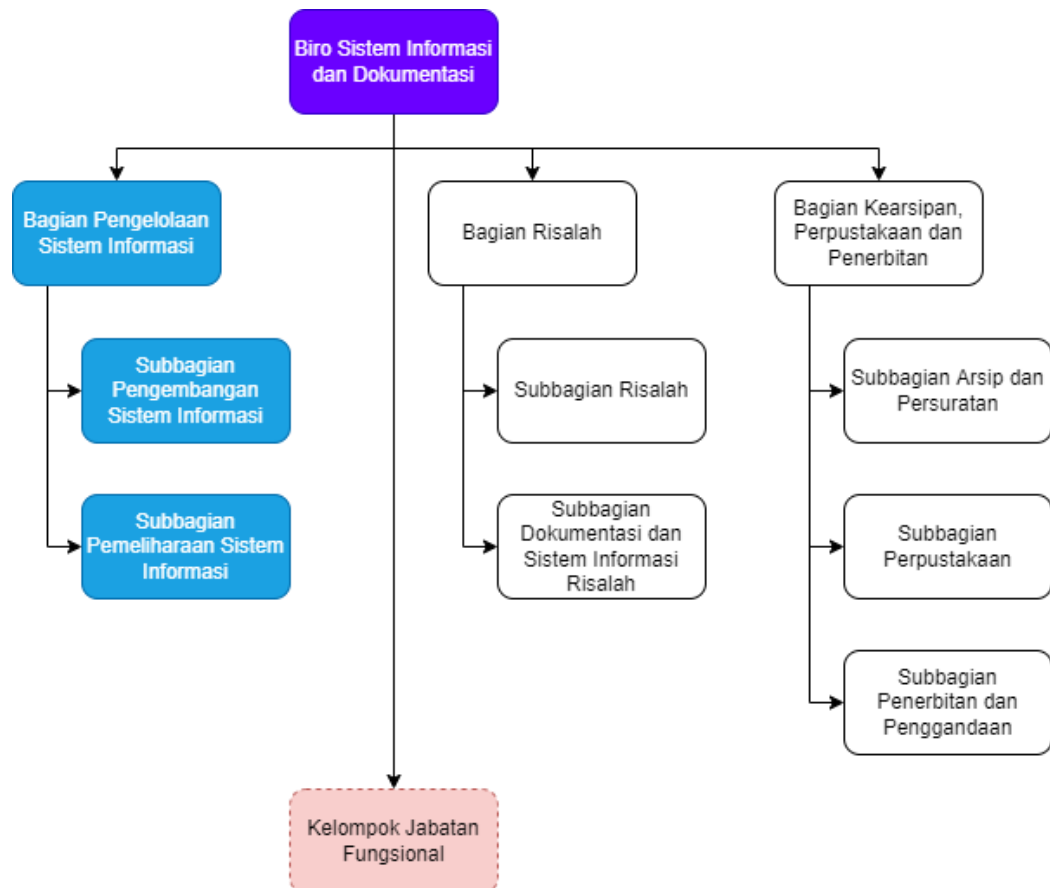 Biro Sistem Informasi
dan Dokumentasi
Bagian Pengelolaan
Sistem Informasi
Bagian Risalah
Bagian Kearsipan,
Perpustakaan dan
Penerbitan
Subbagian
Pengembangan
Sistem Informasi
Subbagian Risalah
Subbagian Arsip dan
Persuratan
Subbagian
Pemeliharaan Sistem
Informasi
Subbagian
Dokumentasi dan
Sistem Informasi
Risalah
Subbagian
Perpustakaan
Subbagian
Penerbitan dan
Penggandaan
Kelompok Jabatan
Fungsional